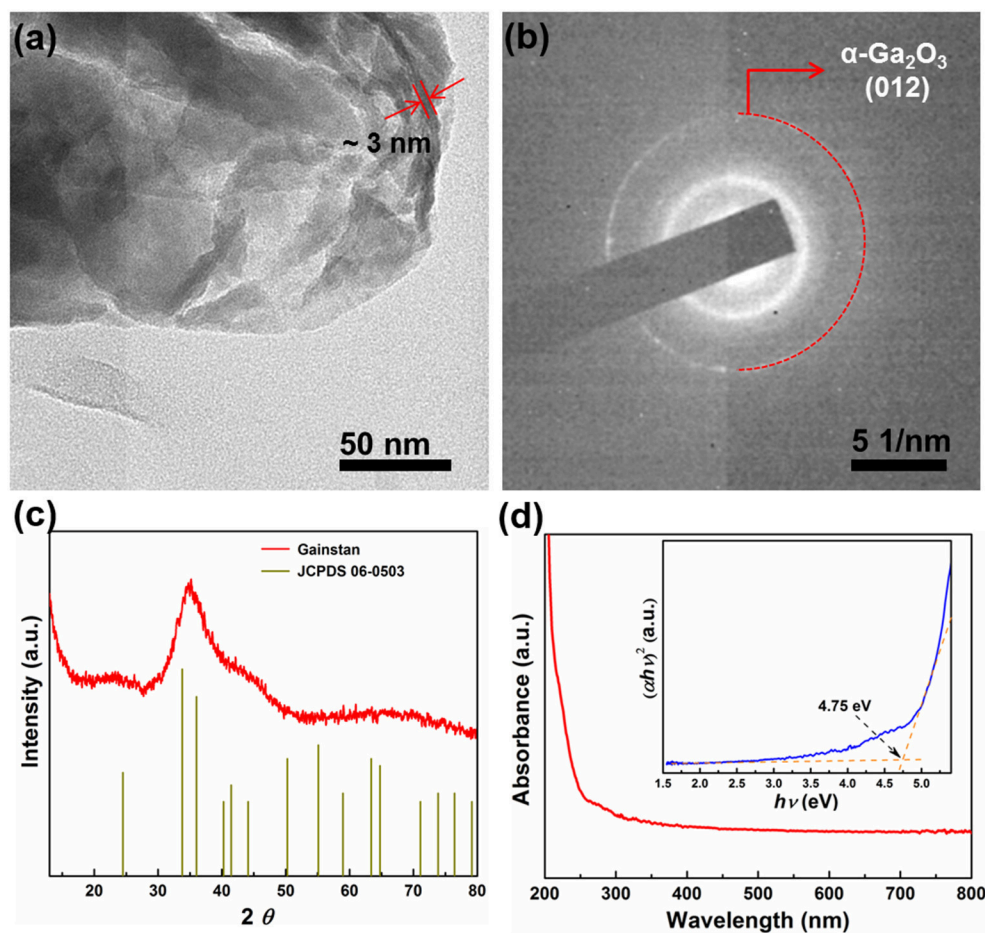 (a)
~ 3 nm
50 nm
(b)
α-Ga₂O₃
(012)
5 1/nm
(c)
Gainstan
JCPDS 06-0503
Intensity (a.u.)
20 30 40 50 60 70 80
2 θ
(d)
Absorbance (a.u.)
(αhν)² (a.u.)
4.75 eV
1.5 2.0 2.5 3.0 3.5 4.0 4.5 5.0
hν (eV)
200 300 400 500 600 700 800
Wavelength (nm)